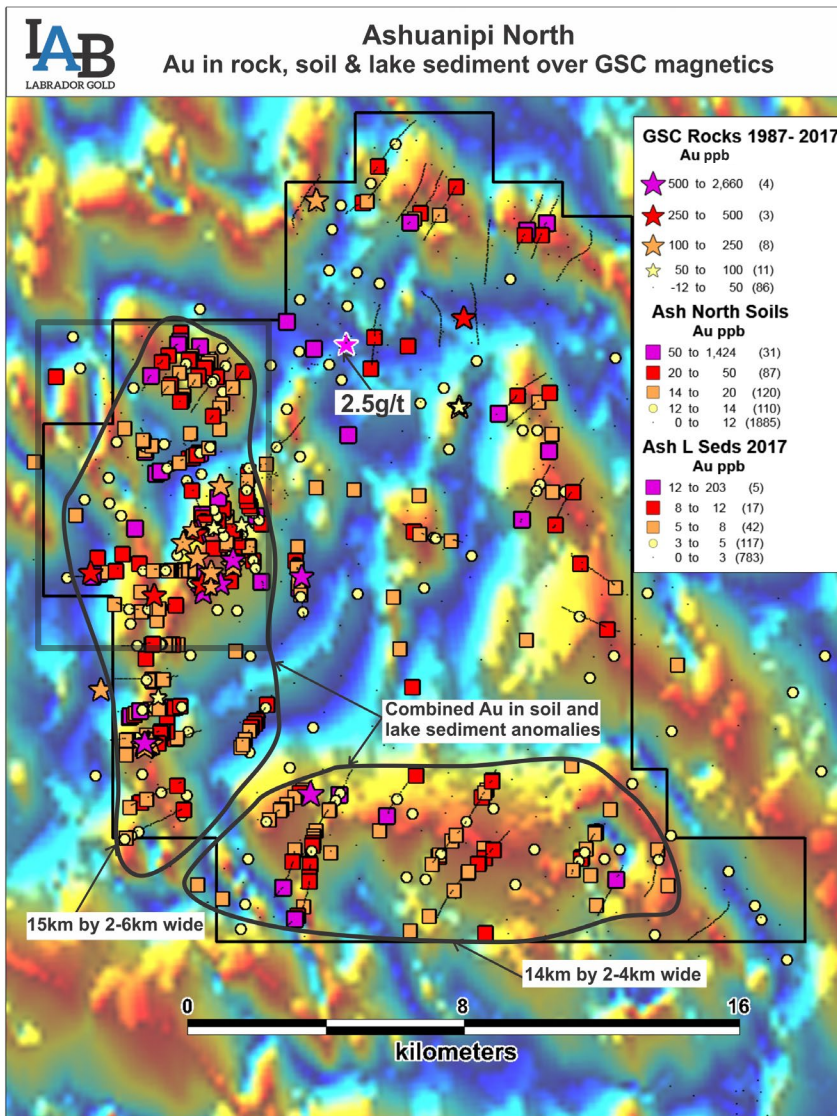 LAB
LABRADOR GOLD
Ashuanipi North
Au in rock, soil & lake sediment over GSC magnetics
GSC Rocks 1987- 2017
Au ppb
500 to 2,660 (4)
250 to 500 (3)
100 to 250 (8)
50 to 100 (11)
-12 to 50 (86)
Ash North Soils
Au ppb
50 to 1,424 (31)
20 to 50 (87)
14 to 20 (120)
12 to 14 (110)
0 to 12 (1885)
Ash L Seds 2017
Au ppb
12 to 203 (5)
8 to 12 (17)
5 to 8 (42)
3 to 5 (117)
0 to 3 (783)
2.5g/t
Combined Au in soil and
lake sediment anomalies
15km by 2-6km wide
14km by 2-4km wide
0 8 16
kilometers